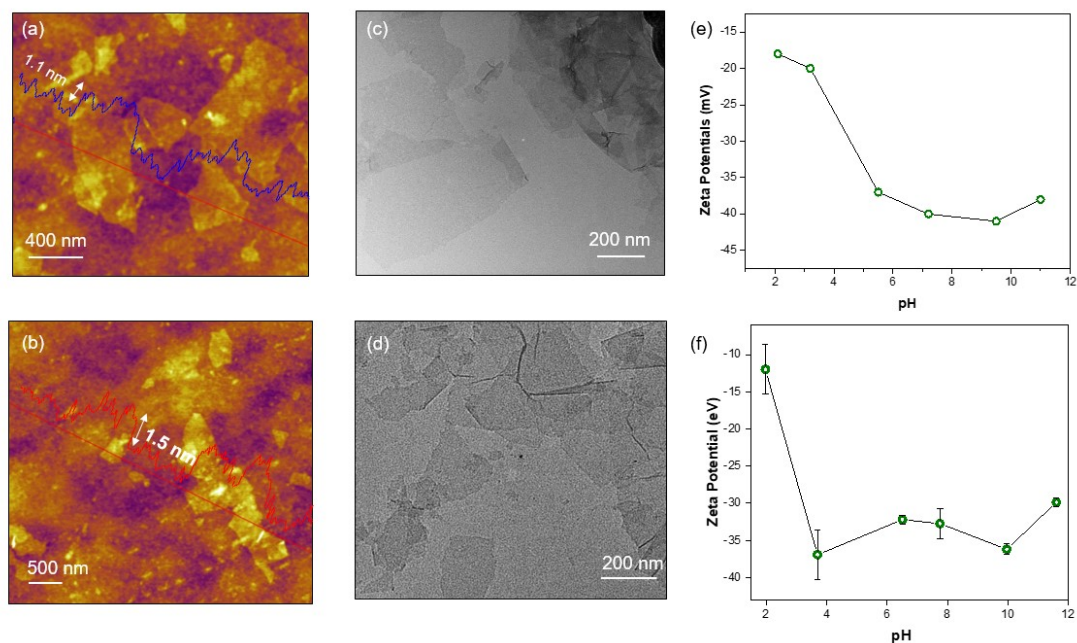 (a)
1.1 nm
400 nm
(b)
1.5 nm
500 nm
(c)
200 nm
(d)
200 nm
(e)
-15
-20
-25
-30
-35
-40
-45
Zeta Potentials (mV)
2 4 6 8 10 12
pH
(f)
-10
-15
-20
-25
-30
-35
-40
Zeta Potential (eV)
2 4 6 8 10 12
pH